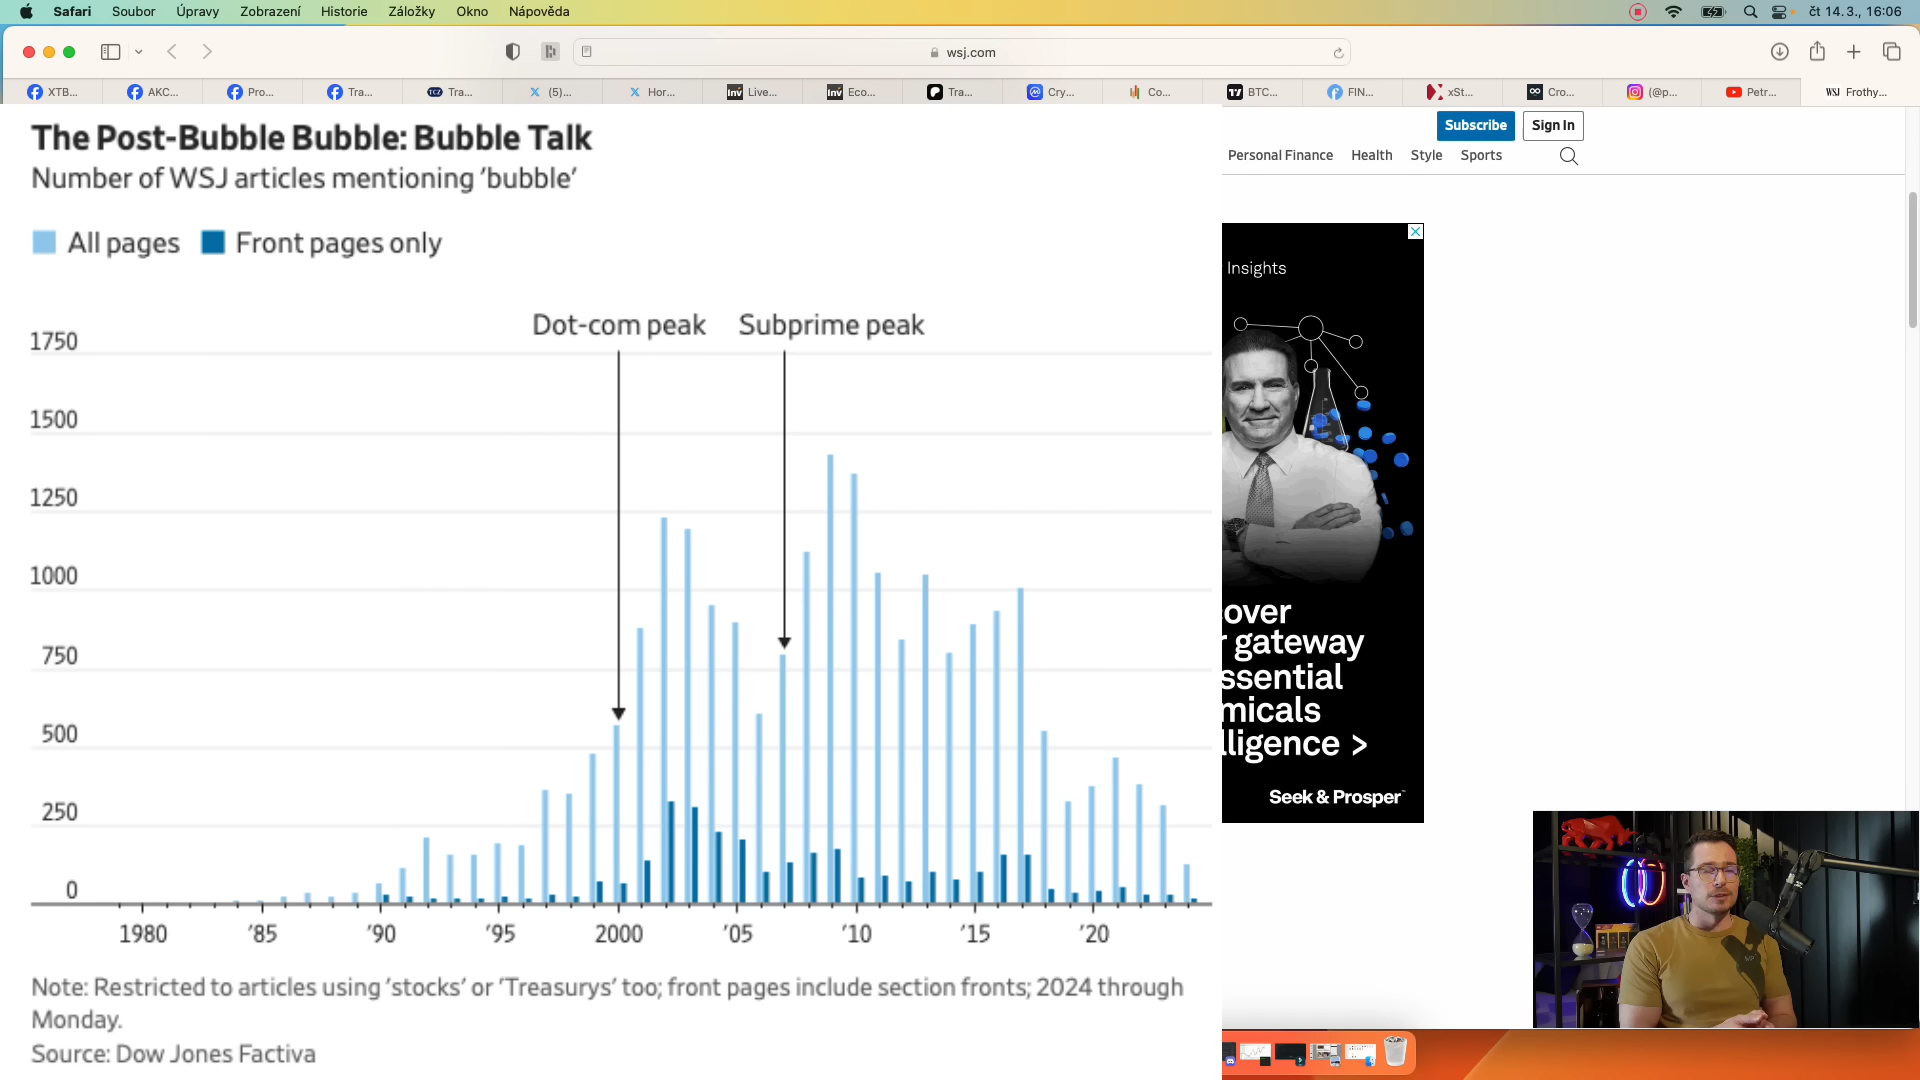 Safari Soubor Úpravy Zobrazení Historie Záložky Okno Nápověda čt 14.3., 16:06
wsj.com
XTB... AKC... Pro... Tra... TCZ Tra... (5)... Hor... Inv Live... Inv Eco... Tra... Cry... Co... BTC... FIN... xSt... Cro... (@p... Petr... WSJ Frothy...
The Post-Bubble Bubble: Bubble Talk
Number of WSJ articles mentioning ‘bubble’
All pages Front pages only
Dot-com peak Subprime peak
1750
1500
1250
1000
750
500
250
0
1980 ’85 ’90 ’95 2000 ’05 ’10 ’15 ’20
Note: Restricted to articles using ‘stocks’ or ‘Treasurys’ too; front pages include section fronts; 2024 through
Monday.
Source: Dow Jones Factiva
Subscribe Sign In
Personal Finance Health Style Sports
Insights
over
gateway
ssential
micals
lligence >
Seek & Prosper™